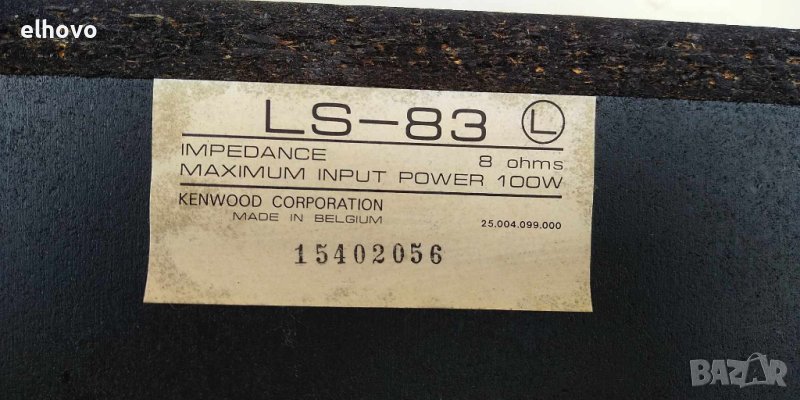 elhovo
LS-83 L
IMPEDANCE 8 ohms
MAXIMUM INPUT POWER 100W
KENWOOD CORPORATION
MADE IN BELGIUM 25.004.099.000
15402056
BAZAR